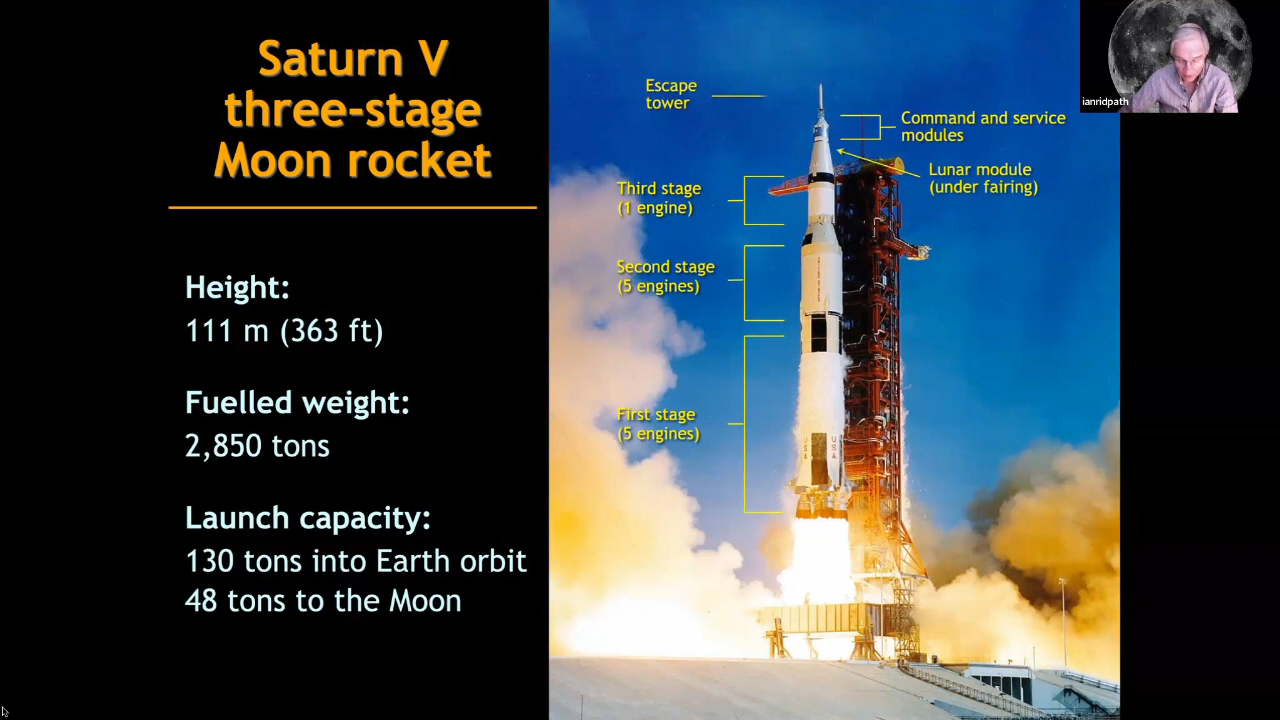 Saturn V
three-stage
Moon rocket
Height:
111 m (363 ft)
Fuelled weight:
2,850 tons
Launch capacity:
130 tons into Earth orbit
48 tons to the Moon
Escape
tower
Command and service
modules
Lunar module
(under fairing)
Third stage
(1 engine)
Second stage
(5 engines)
First stage
(5 engines)
USA
USA
ianridpath